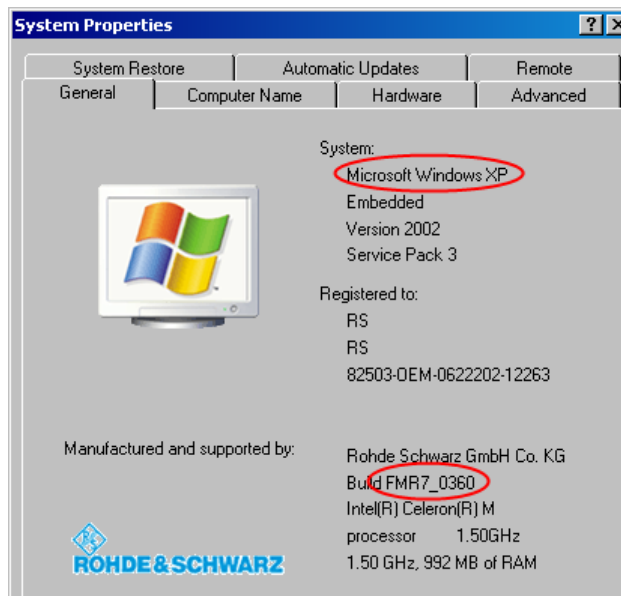 System Properties
System Restore
Automatic Updates
Remote
General
Computer Name
Hardware
Advanced
System:
Microsoft Windows XP
Embedded
Version 2002
Service Pack 3
Registered to:
RS
RS
82503-OEM-0622202-12263
Manufactured and supported by:
Rohde Schwarz GmbH Co. KG
Build FMR7_0360
Intel(R) Celeron(R) M
processor 1.50GHz
1.50 GHz, 992 MB of RAM
ROHDE & SCHWARZ